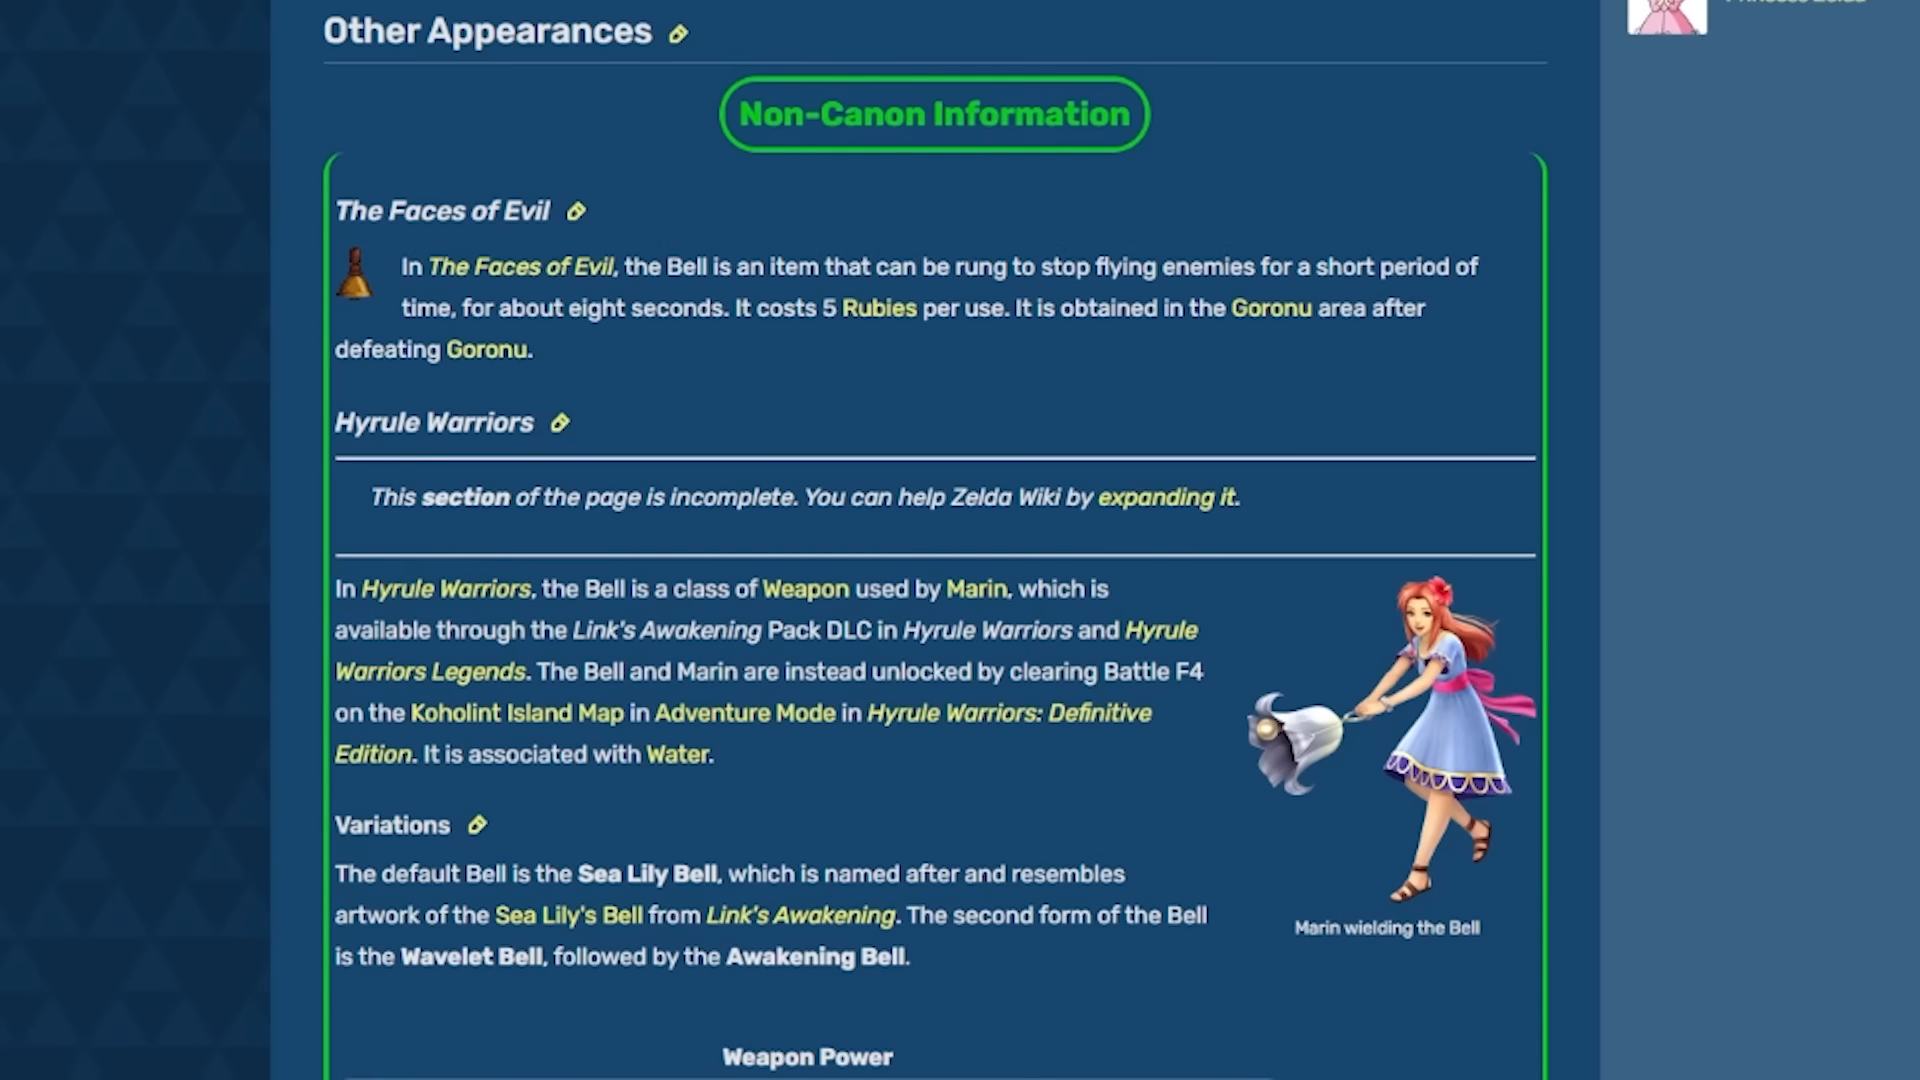 Other Appearances
Non-Canon Information
The Faces of Evil
In The Faces of Evil, the Bell is an item that can be rung to stop flying enemies for a short period of
time, for about eight seconds. It costs 5 Rubies per use. It is obtained in the Goronu area after
defeating Goronu.
Hyrule Warriors
This section of the page is incomplete. You can help Zelda Wiki by expanding it.
In Hyrule Warriors, the Bell is a class of Weapon used by Marin, which is
available through the Link's Awakening Pack DLC in Hyrule Warriors and Hyrule
Warriors Legends. The Bell and Marin are instead unlocked by clearing Battle F4
on the Koholint Island Map in Adventure Mode in Hyrule Warriors: Definitive
Edition. It is associated with Water.
Marin wielding the Bell
Variations
The default Bell is the Sea Lily Bell, which is named after and resembles
artwork of the Sea Lily's Bell from Link's Awakening. The second form of the Bell
is the Wavelet Bell, followed by the Awakening Bell.
Weapon Power